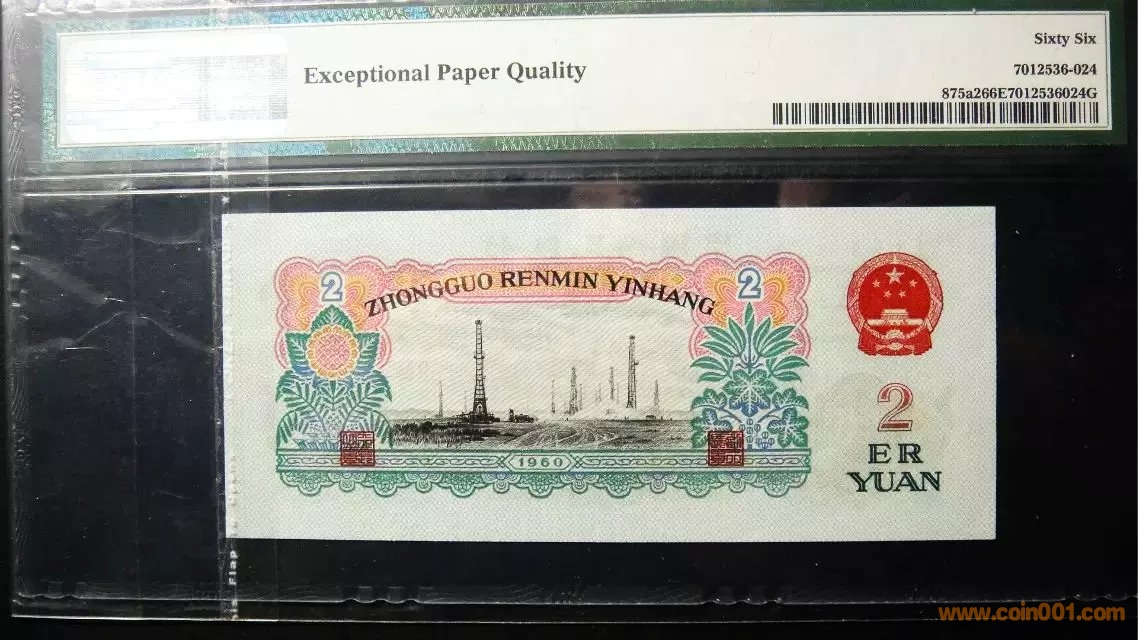 Sixty Six
Exceptional Paper Quality
7012536-024
875a266E7012536024G
2
ZHONGGUO RENMIN YINHANG
2
2
ER
YUAN
1960
www.coin001.com